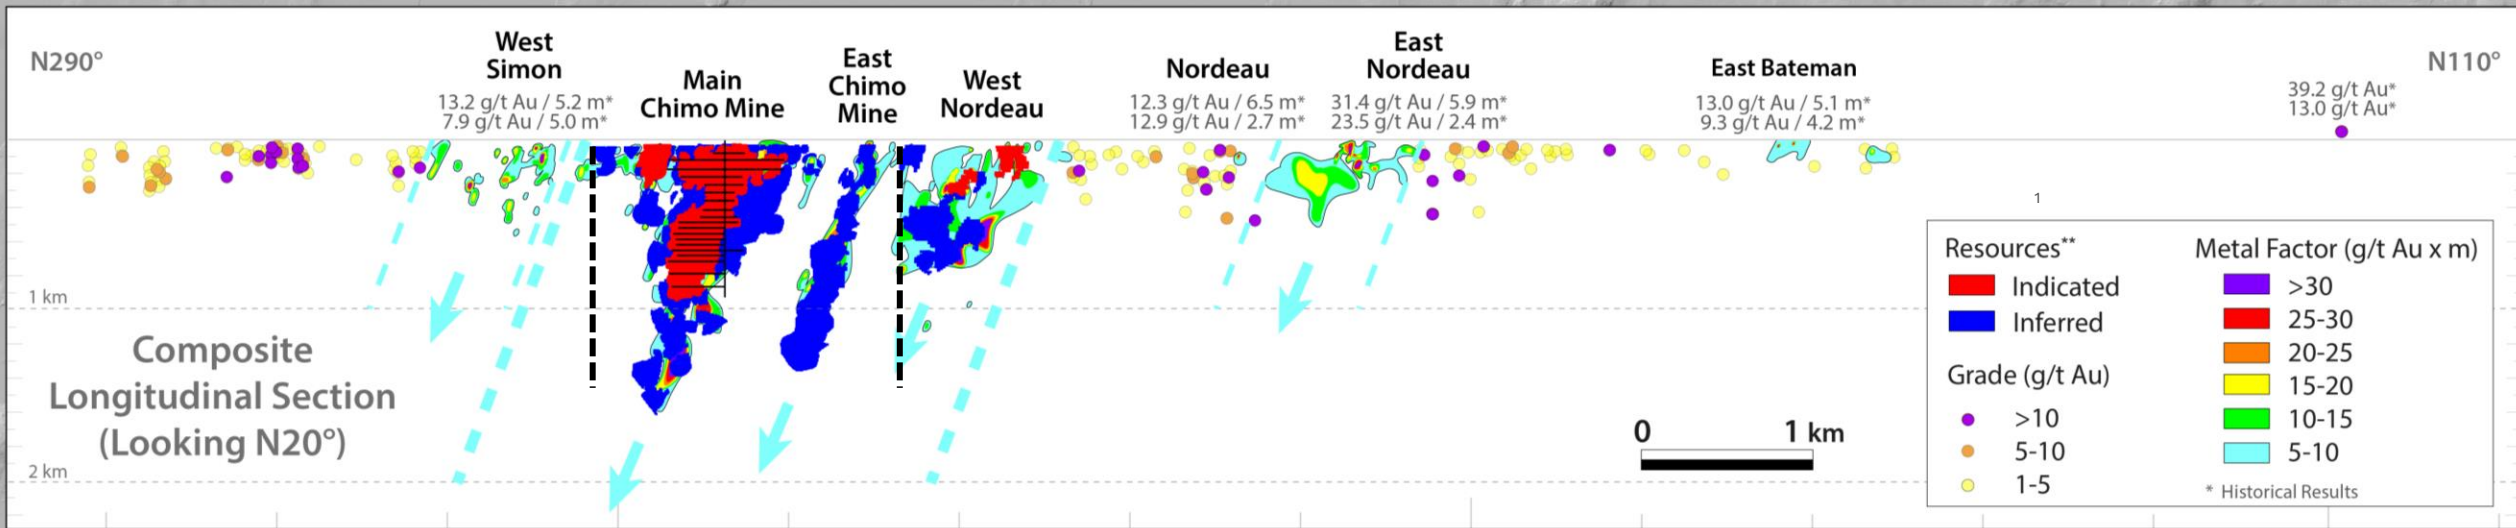 N290°
West
Simon
13.2 g/t Au / 5.2 m*
7.9 g/t Au / 5.0 m*
Main
Chimo Mine
East
Chimo
Mine
West
Nordeau
Nordeau
12.3 g/t Au / 6.5 m*
12.9 g/t Au / 2.7 m*
East
Nordeau
31.4 g/t Au / 5.9 m*
23.5 g/t Au / 2.4 m*
East Bateman
13.0 g/t Au / 5.1 m*
9.3 g/t Au / 4.2 m*
39.2 g/t Au*
13.0 g/t Au*
N110°
1
1 km
Composite
Longitudinal Section
(Looking N20°)
2 km
0 1 km
Resources**
Indicated
Inferred
Grade (g/t Au)
>10
5-10
1-5
Metal Factor (g/t Au x m)
>30
25-30
20-25
15-20
10-15
5-10
* Historical Results